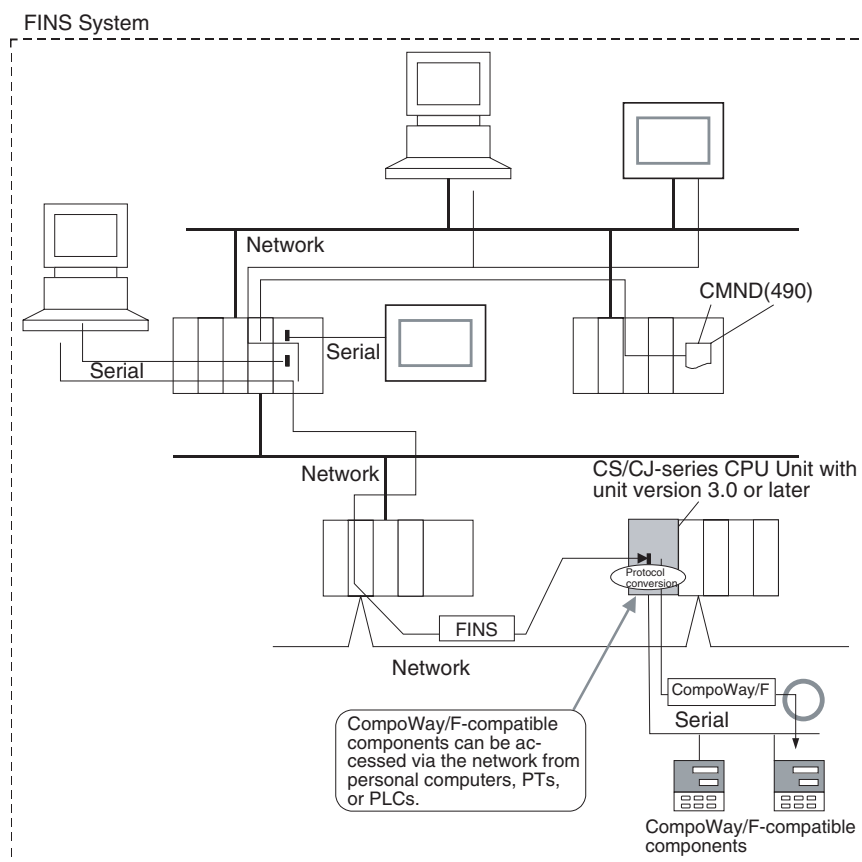 FINS System
Network
CMND(490)
Serial
Serial
Network
CS/CJ-series CPU Unit with
unit version 3.0 or later
Protocol
conversion
FINS
Network
CompoWay/F
Serial
CompoWay/F-compatible
components can be ac-
cessed via the network from
personal computers, PTs,
or PLCs.
CompoWay/F-compatible
components